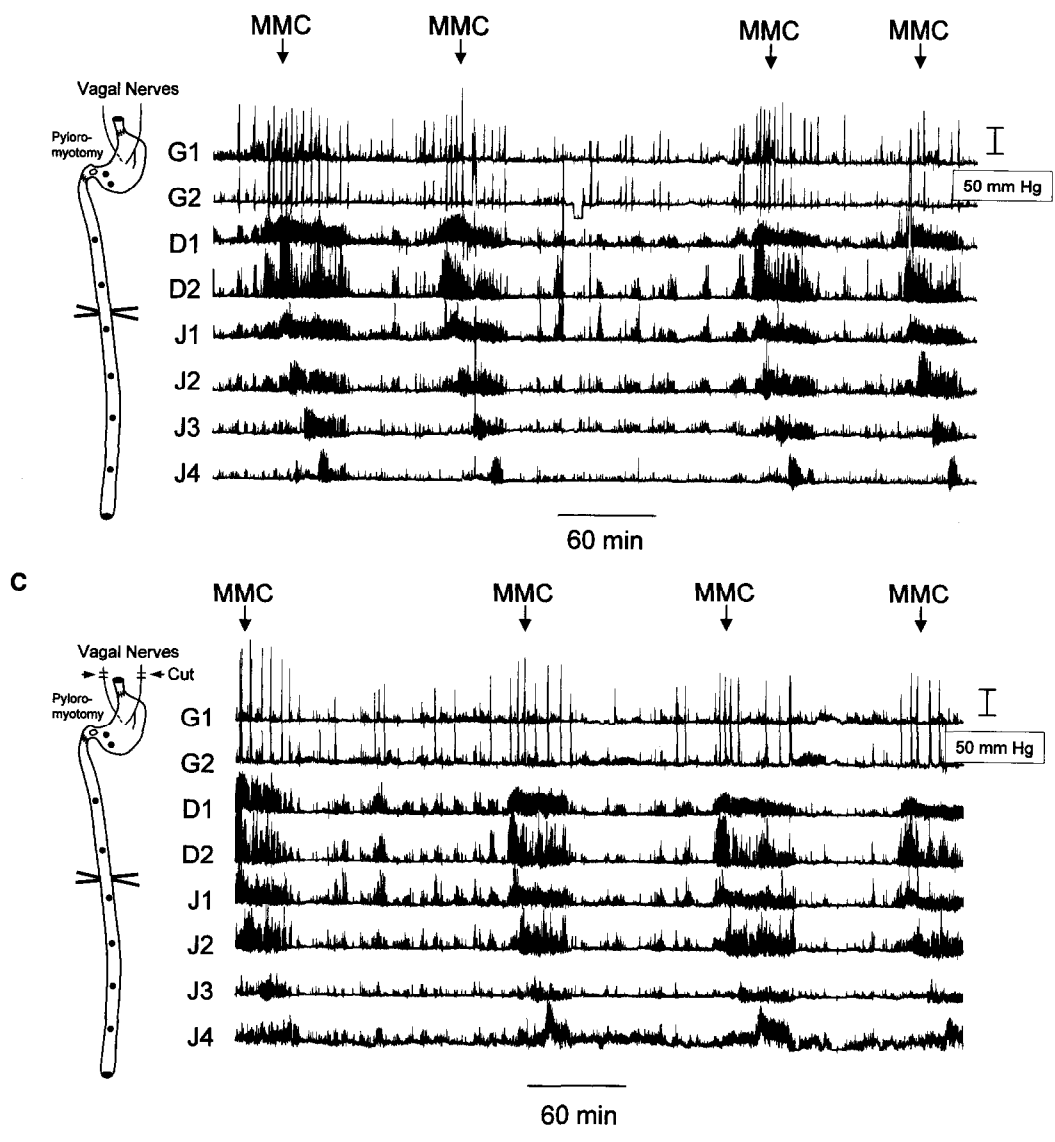 MMC MMC MMC MMC
Vagal Nerves
Pyloro-
myotomy
G1
G2
50 mm Hg
D1
D2
J1
J2
J3
J4
60 min
C
MMC MMC MMC MMC
Vagal Nerves
Cut
Pyloro-
myotomy
G1
G2
50 mm Hg
D1
D2
J1
J2
J3
J4
60 min